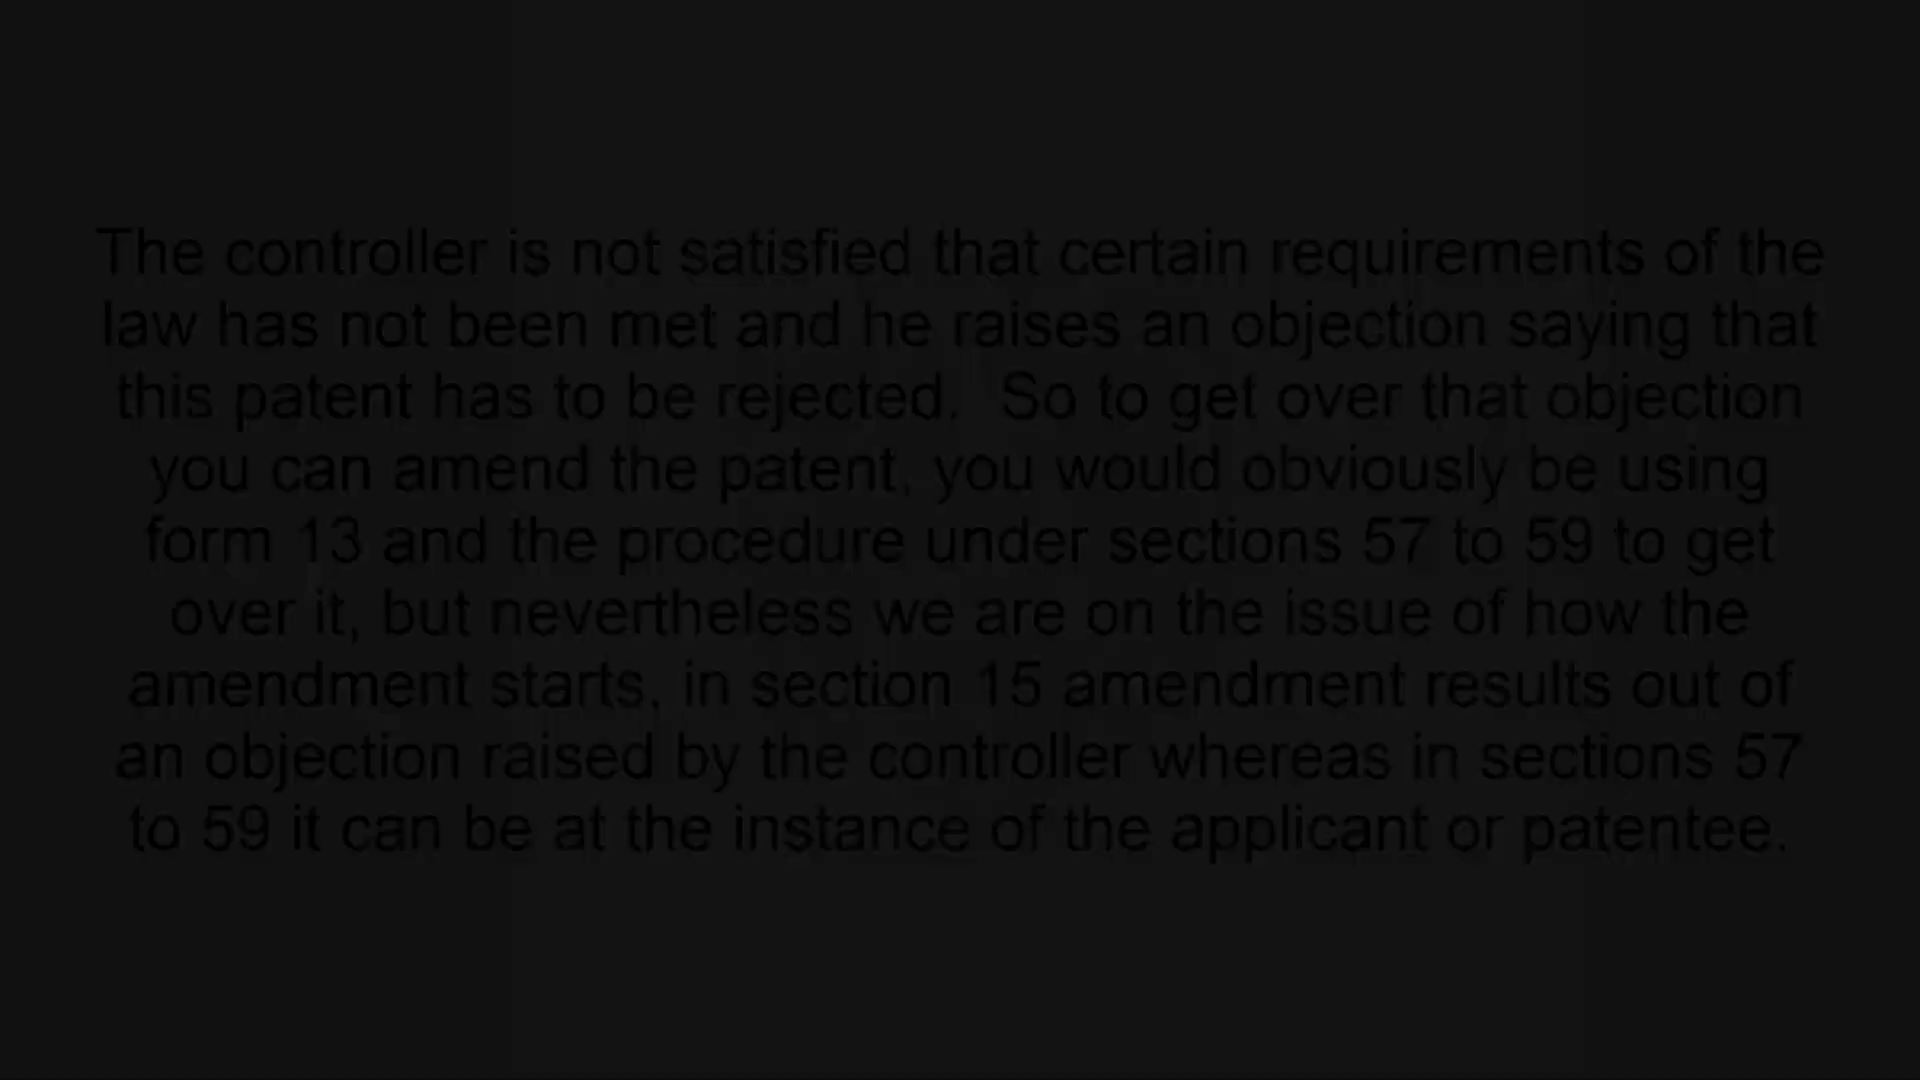 The controller is not satisfied that certain requirements of the
law has not been met and he raises an objection saying that
this patent has to be rejected.  So to get over that objection
you can amend the patent, you would obviously be using
form 13 and the procedure under sections 57 to 59 to get
over it, but nevertheless we are on the issue of how the
amendment starts, in section 15 amendment results out of
an objection raised by the controller whereas in sections 57
to 59 it can be at the instance of the applicant or patentee.